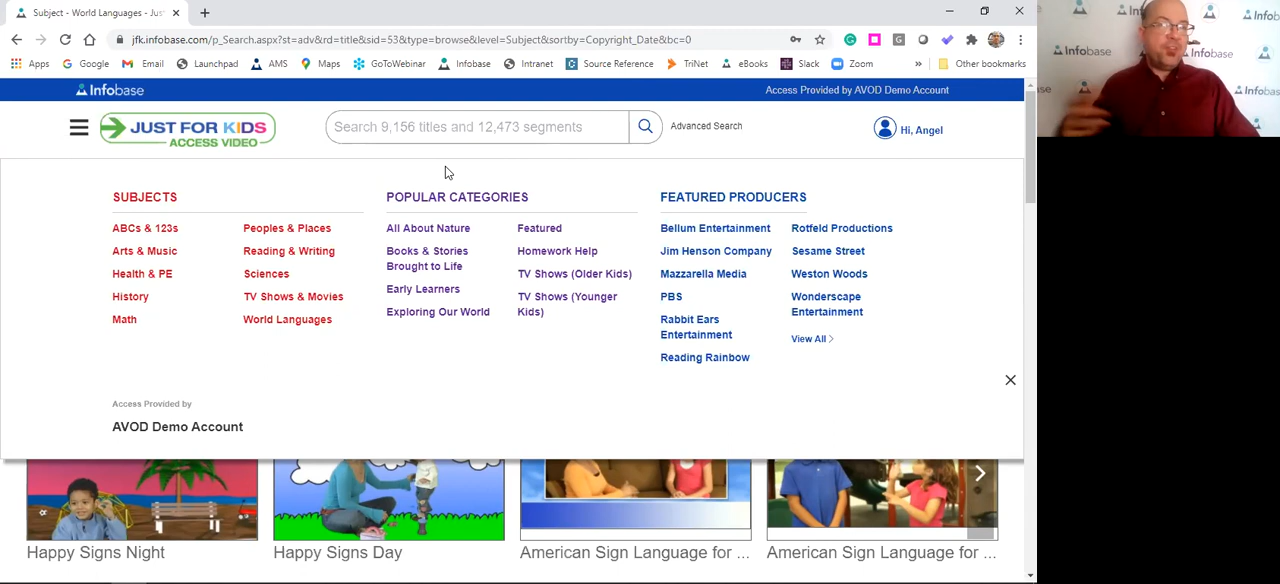 Subject - World Languages - Jus
jfk.infobase.com/p_Search.aspx?st=adv&rd=title&sid=53&type=browse&level=Subject&sortby=Copyright_Date&bc=0
Apps Google Email Launchpad AMS Maps GoToWebinar Infobase Intranet Source Reference TriNet eBooks Slack Zoom » Other bookmarks
Infobase
Access Provided by AVOD Demo Account
JUST FOR KIDS
ACCESS VIDEO
Search 9,156 titles and 12,473 segments
Advanced Search
Hi, Angel
SUBJECTS
ABCs & 123s
Arts & Music
Health & PE
History
Math
Peoples & Places
Reading & Writing
Sciences
TV Shows & Movies
World Languages
POPULAR CATEGORIES
All About Nature
Books & Stories
Brought to Life
Early Learners
Exploring Our World
Featured
Homework Help
TV Shows (Older Kids)
TV Shows (Younger
Kids)
FEATURED PRODUCERS
Bellum Entertainment
Jim Henson Company
Mazzarella Media
PBS
Rabbit Ears
Entertainment
Reading Rainbow
Rotfeld Productions
Sesame Street
Weston Woods
Wonderscape
Entertainment
View All >
Access Provided by
AVOD Demo Account
Happy Signs Night
Happy Signs Day
American Sign Language for ...
American Sign Language for ...
Infobase
Infobase
Infobase